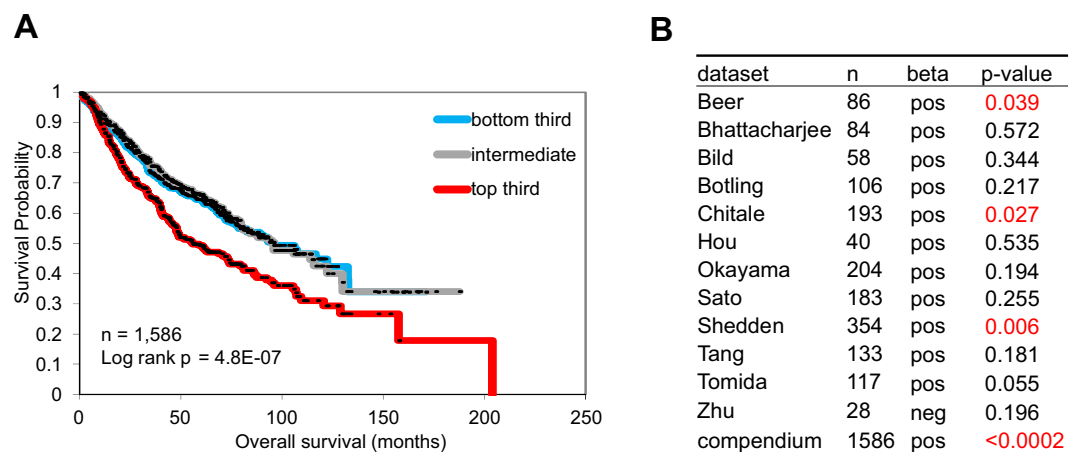 A
Survival Probability
1
0.9
0.8
0.7
0.6
0.5
0.4
0.3
0.2
0.1
0
bottom third
intermediate
top third
n = 1,586
Log rank p = 4.8E-07
0 50 100 150 200 250
Overall survival (months)
B
dataset n beta p-value
Beer 86 pos 0.039
Bhattacharjee 84 pos 0.572
Bild 58 pos 0.344
Botling 106 pos 0.217
Chitale 193 pos 0.027
Hou 40 pos 0.535
Okayama 204 pos 0.194
Sato 183 pos 0.255
Shedden 354 pos 0.006
Tang 133 pos 0.181
Tomida 117 pos 0.055
Zhu 28 neg 0.196
compendium 1586 pos <0.0002